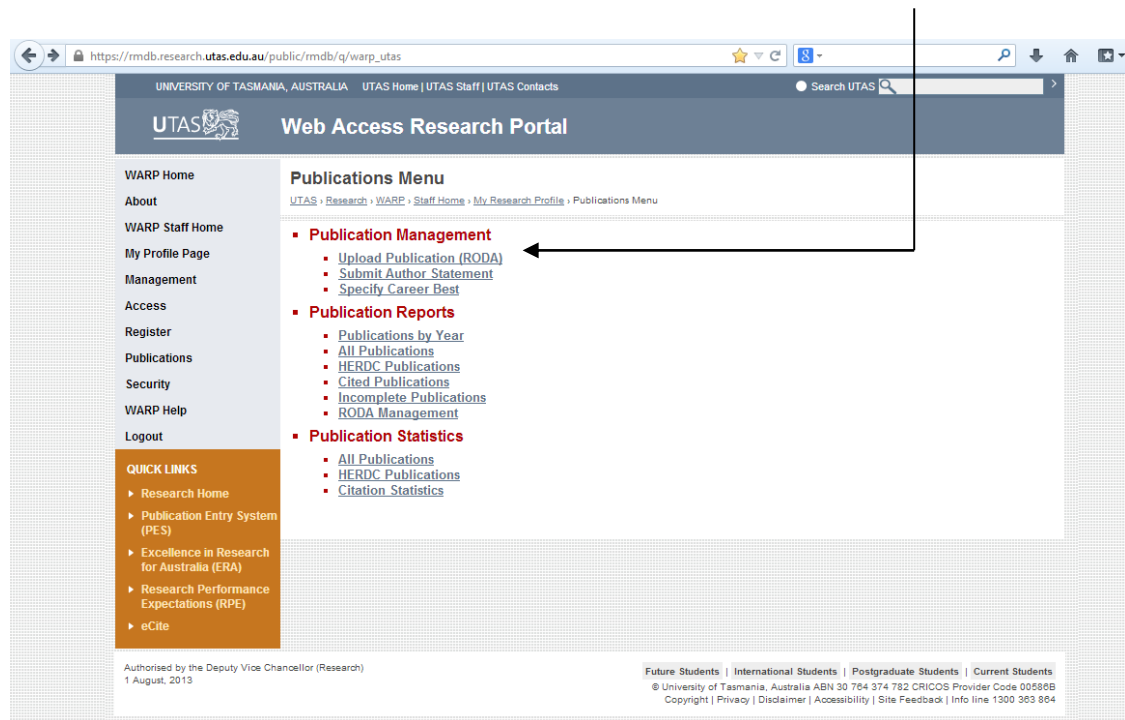 https://rmdb.research.utas.edu.au/public/rmdb/q/warp_utas
UNIVERSITY OF TASMANIA, AUSTRALIA UTAS Home | UTAS Staff | UTAS Contacts
Search UTAS
UTAS
Web Access Research Portal
WARP Home
About
WARP Staff Home
My Profile Page
Management
Access
Register
Publications
Security
WARP Help
Logout
QUICK LINKS
Research Home
Publication Entry System
(PES)
Excellence in Research
for Australia (ERA)
Research Performance
Expectations (RPE)
eCite
Publications Menu
UTAS › Research › WARP › Staff Home › My Research Profile › Publications Menu
Publication Management
Upload Publication (RODA)
Submit Author Statement
Specify Career Best
Publication Reports
Publications by Year
All Publications
HERDC Publications
Cited Publications
Incomplete Publications
RODA Management
Publication Statistics
All Publications
HERDC Publications
Citation Statistics
Authorised by the Deputy Vice Chancellor (Research)
1 August, 2013
Future Students | International Students | Postgraduate Students | Current Students
© University of Tasmania, Australia ABN 30 764 374 782 CRICOS Provider Code 00586B
Copyright | Privacy | Disclaimer | Accessibility | Site Feedback | Info line 1300 363 864